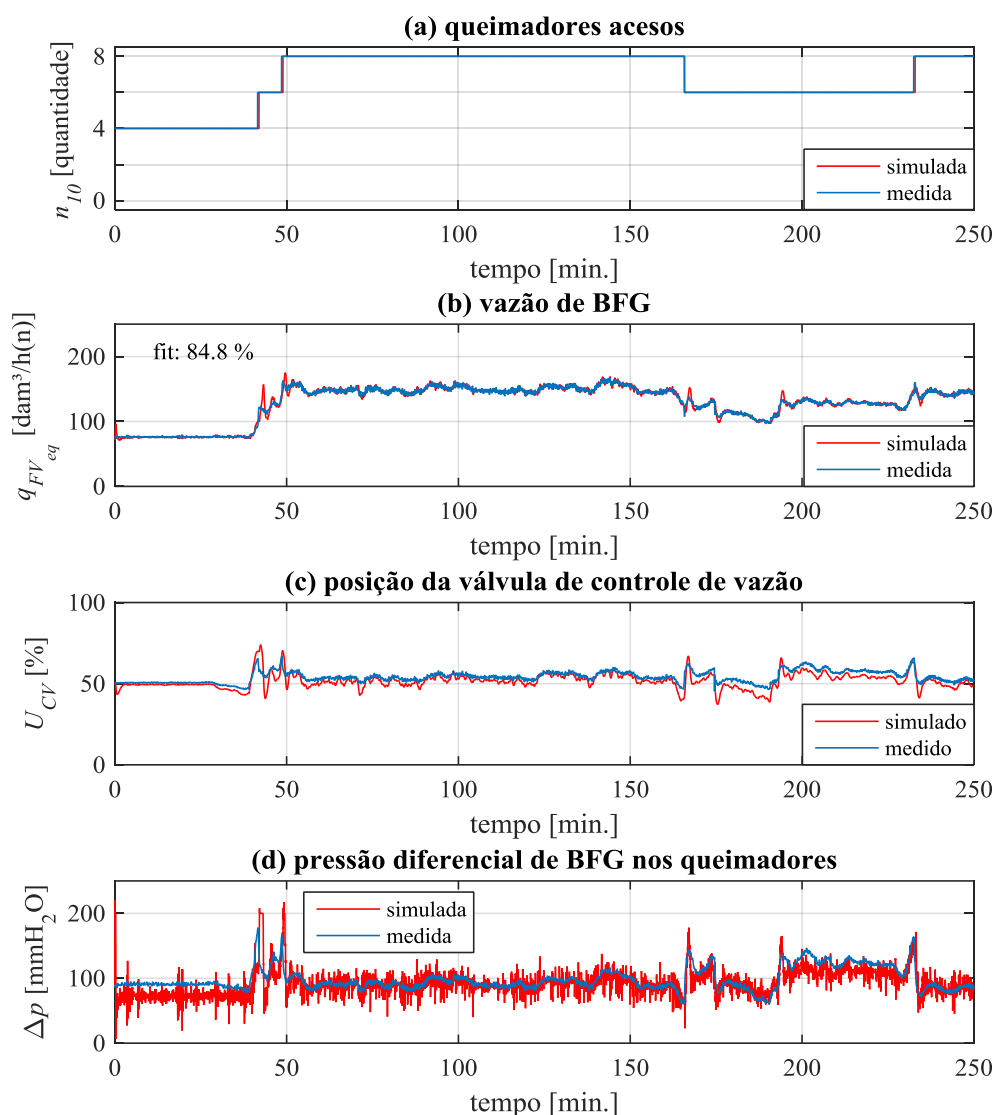 (a) queimadores acesos
n_10 [quantidade]
8
4
0
simulada
medida
0 50 100 150 200 250
tempo [min.]
(b) vazão de BFG
q_FV_eq [dam³/h(n)]
200
100
0
fit: 84.8 %
simulada
medida
0 50 100 150 200 250
tempo [min.]
(c) posição da válvula de controle de vazão
U_CV [%]
100
50
0
simulado
medido
0 50 100 150 200 250
tempo [min.]
(d) pressão diferencial de BFG nos queimadores
Δp [mmH_2O]
200
100
0
simulada
medida
0 50 100 150 200 250
tempo [min.]